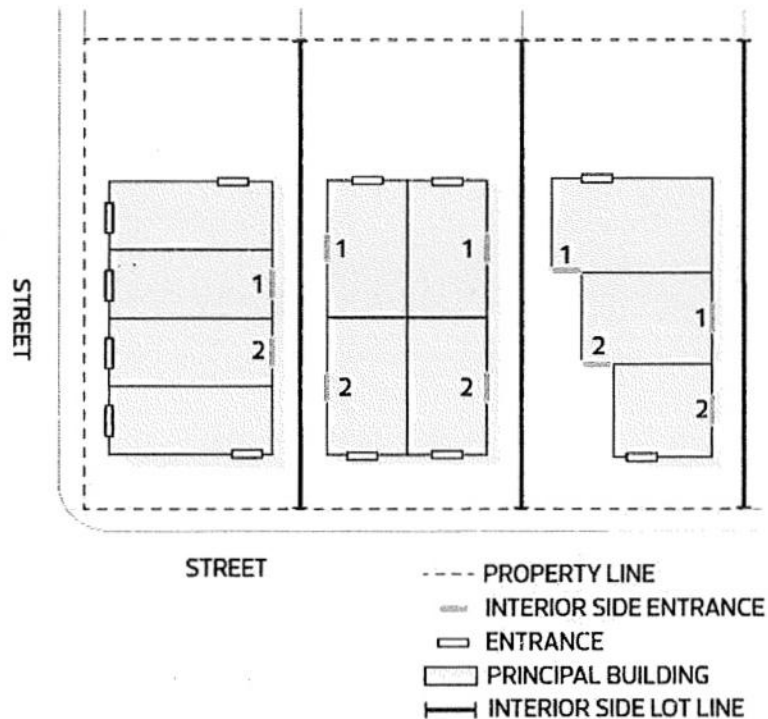 1 1 1
1
STREET
1
2 2 2
2
2
STREET
PROPERTY LINE
INTERIOR SIDE ENTRANCE
ENTRANCE
PRINCIPAL BUILDING
INTERIOR SIDE LOT LINE